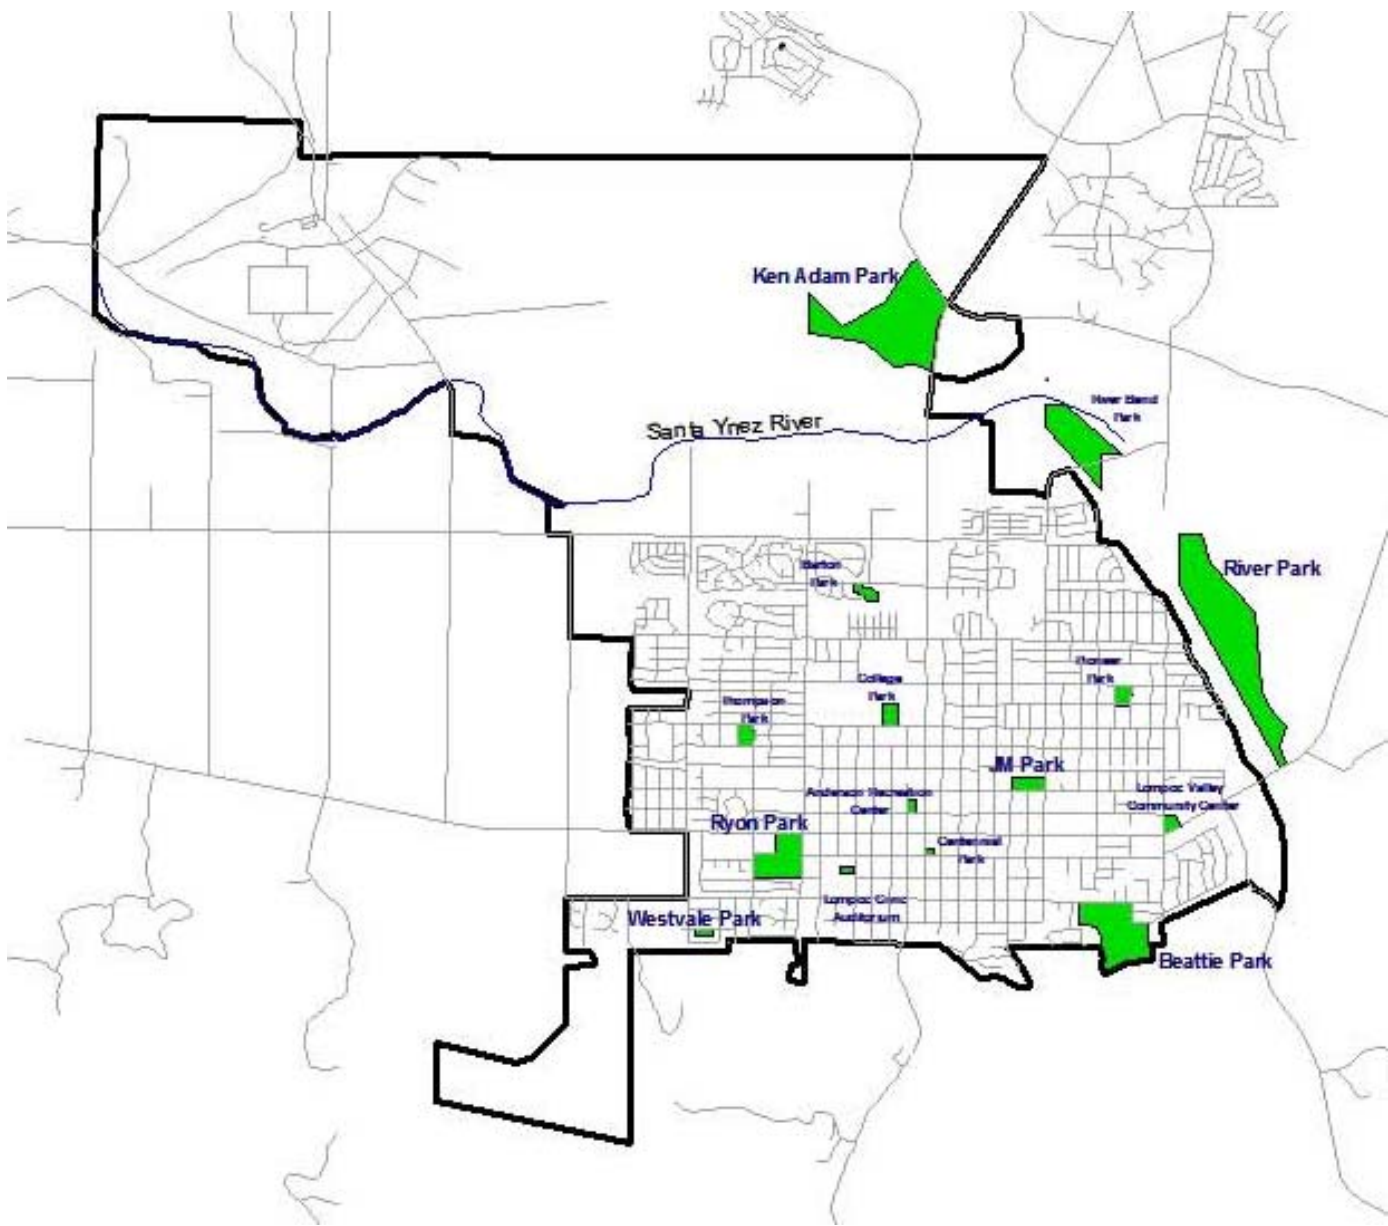 Ken Adam Park
River Bend
Park
Santa Ynez River
River Park
Barton
Park
Pioneer
Park
College
Park
Thompson
Park
JM Park
Lompoc Valley
Community Center
Anderson Recreation
Center
Ryon Park
Centennial
Park
Lompoc Civic
Auditorium
Westvale Park
Beattie Park